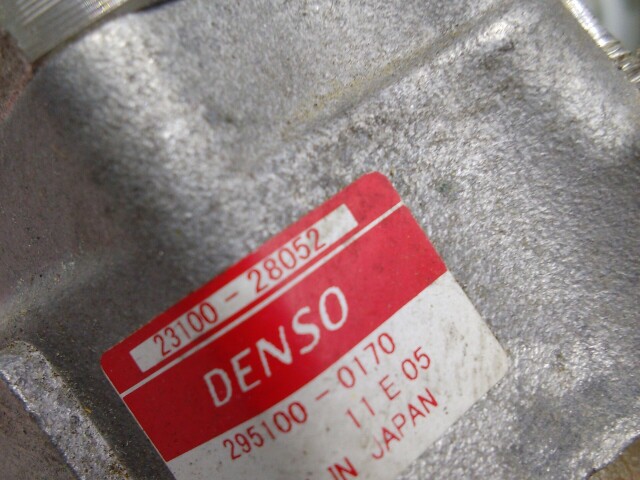 23100-28052
DENSO
295100-0170
11 E 05
IN JAPAN